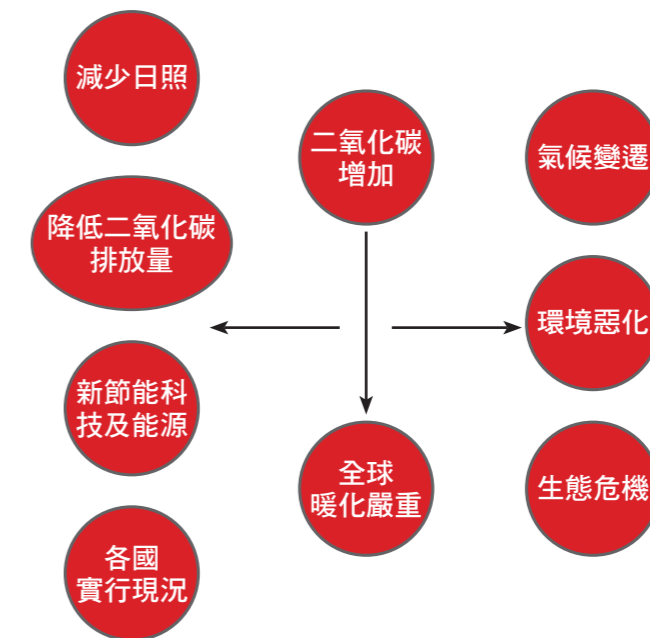 減少日照
降低二氧化碳
排放量
新節能科
技及能源
各國
實行現況
二氧化碳
增加
全球
暖化嚴重
氣候變遷
環境惡化
生態危機